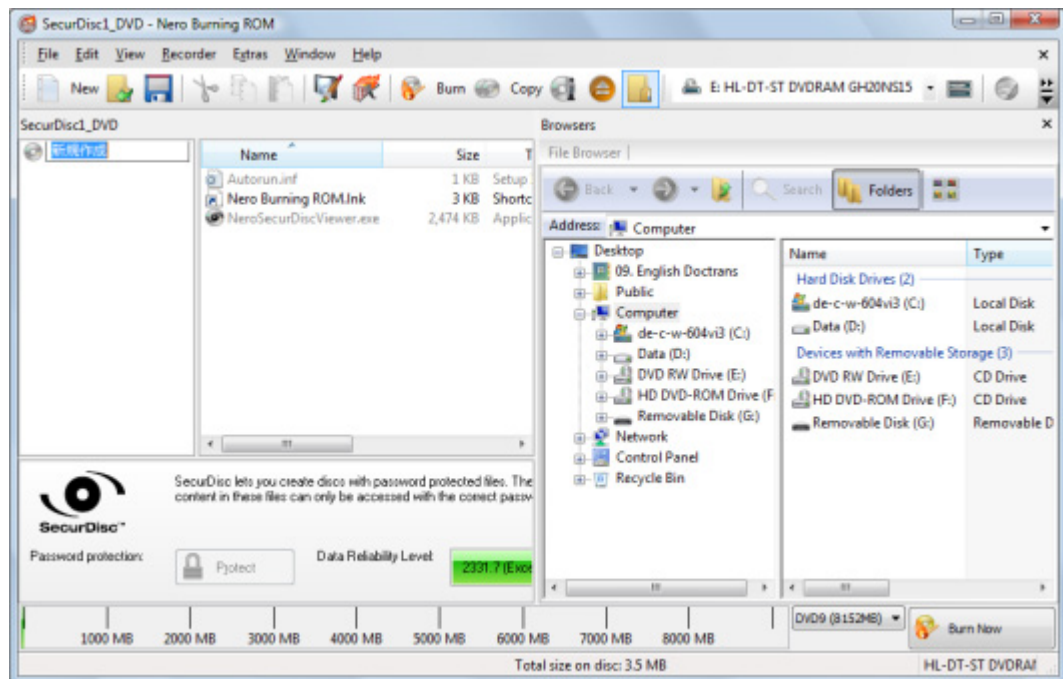 SecurDisc1_DVD - Nero Burning ROM
File Edit View Recorder Extras Window Help
New Burn Copy E: HL-DT-ST DVDRAM GH20NS15
SecurDisc1_DVD
新規作成
Name Size T
Autorun.inf 1 KB Setup
Nero Burning ROM.lnk 3 KB Shortc
NeroSecurDiscViewer.exe 2,474 KB Applic
Browsers
File Browser
Back Search Folders
Address: Computer
Desktop
09. English Doctrans
Public
Computer
de-c-w-604vi3 (C:)
Data (D:)
DVD RW Drive (E:)
HD DVD-ROM Drive (F
Removable Disk (G:)
Network
Control Panel
Recycle Bin
Name Type
Hard Disk Drives (2)
de-c-w-604vi3 (C:) Local Disk
Data (D:) Local Disk
Devices with Removable Storage (3)
DVD RW Drive (E:) CD Drive
HD DVD-ROM Drive (F:) CD Drive
Removable Disk (G:) Removable D
SecurDisc lets you create discs with password protected files. The
content in these files can only be accessed with the correct passw
SecurDisc™
Password protection: Protect Data Reliability Level: 2331.7 (Exce
1000 MB 2000 MB 3000 MB 4000 MB 5000 MB 6000 MB 7000 MB 8000 MB
DVD9 (8152MB) Burn Now
Total size on disc: 3.5 MB HL-DT-ST DVDRAM